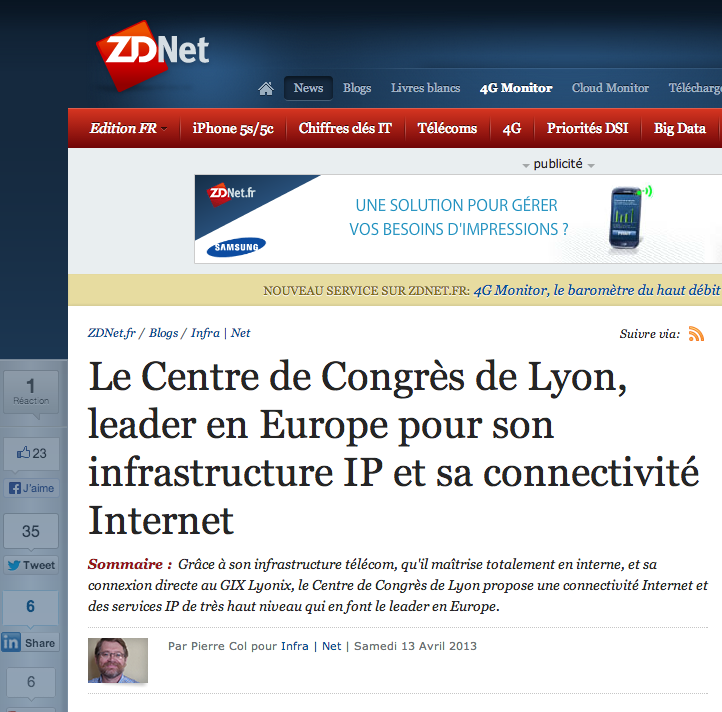 ZDNet
News Blogs Livres blancs 4G Monitor Cloud Monitor Télécharge
Edition FR iPhone 5s/5c Chiffres clés IT Télécoms 4G Priorités DSI Big Data
publicité
ZDNet.fr
UNE SOLUTION POUR GÉRER
VOS BESOINS D'IMPRESSIONS ?
SAMSUNG
NOUVEAU SERVICE SUR ZDNET.FR: 4G Monitor, le baromètre du haut débit
ZDNet.fr / Blogs / Infra | Net
Suivre via:
Le Centre de Congrès de Lyon,
leader en Europe pour son
infrastructure IP et sa connectivité
Internet
Sommaire : Grâce à son infrastructure télécom, qu'il maîtrise totalement en interne, et sa
connexion directe au GIX Lyonix, le Centre de Congrès de Lyon propose une connectivité Internet et
des services IP de très haut niveau qui en font le leader en Europe.
Par Pierre Col pour Infra | Net | Samedi 13 Avril 2013
1
Réaction
23
J'aime
35
Tweet
6
Share
6